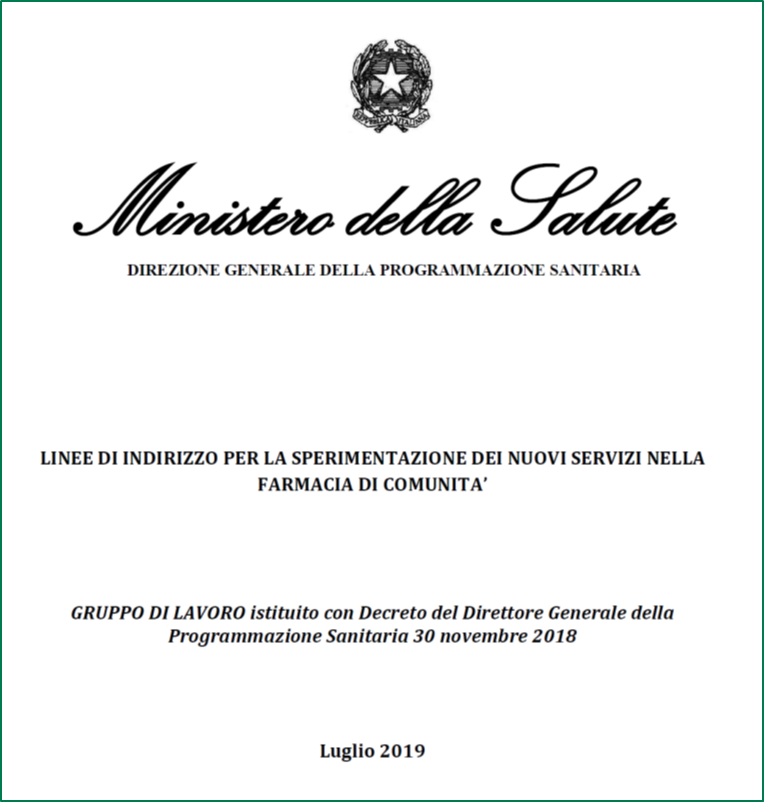 REPVBBLICA ITALIANA
Ministero della Salute
DIREZIONE GENERALE DELLA PROGRAMMAZIONE SANITARIA
LINEE DI INDIRIZZO PER LA SPERIMENTAZIONE DEI NUOVI SERVIZI NELLA
FARMACIA DI COMUNITA’
GRUPPO DI LAVORO istituito con Decreto del Direttore Generale della
Programmazione Sanitaria 30 novembre 2018
Luglio 2019